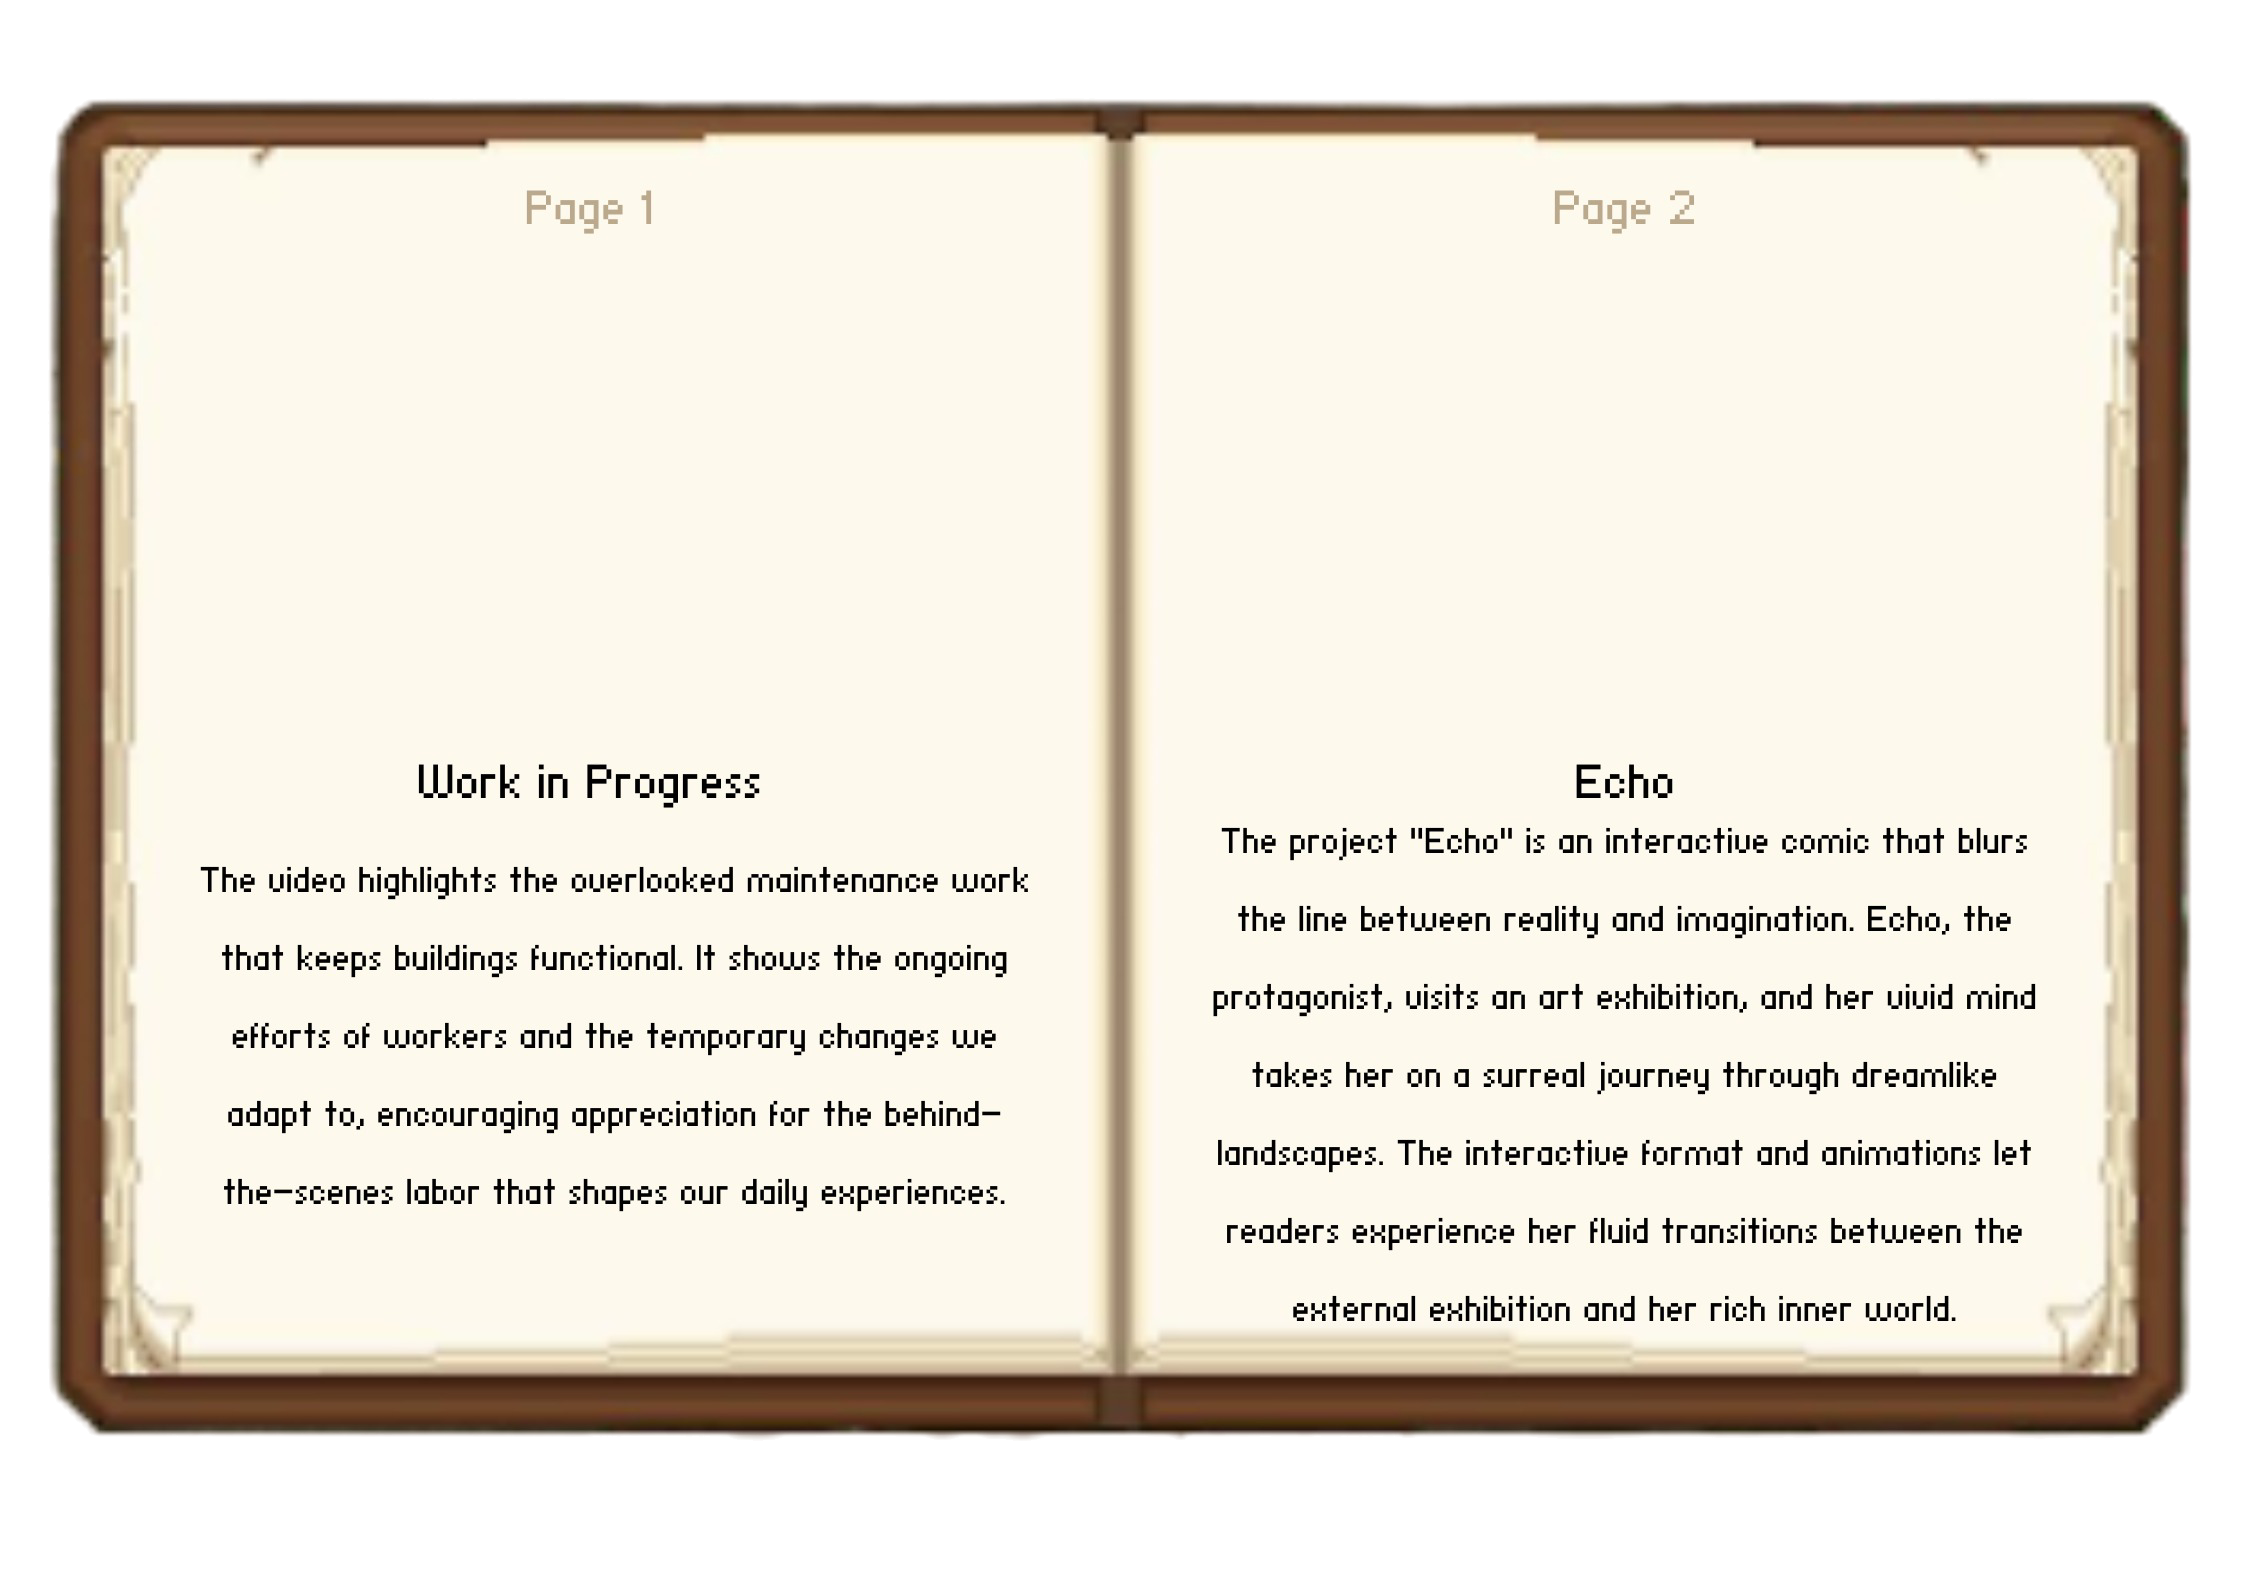 Page 1
Work in Progress
The video highlights the overlooked maintenance work
that keeps buildings functional. It shows the ongoing
efforts of workers and the temporary changes we
adapt to, encouraging appreciation for the behind-
the-scenes labor that shapes our daily experiences.
Page 2
Echo
The project "Echo" is an interactive comic that blurs
the line between reality and imagination. Echo, the
protagonist, visits an art exhibition, and her vivid mind
takes her on a surreal journey through dreamlike
landscapes. The interactive format and animations let
readers experience her fluid transitions between the
external exhibition and her rich inner world.